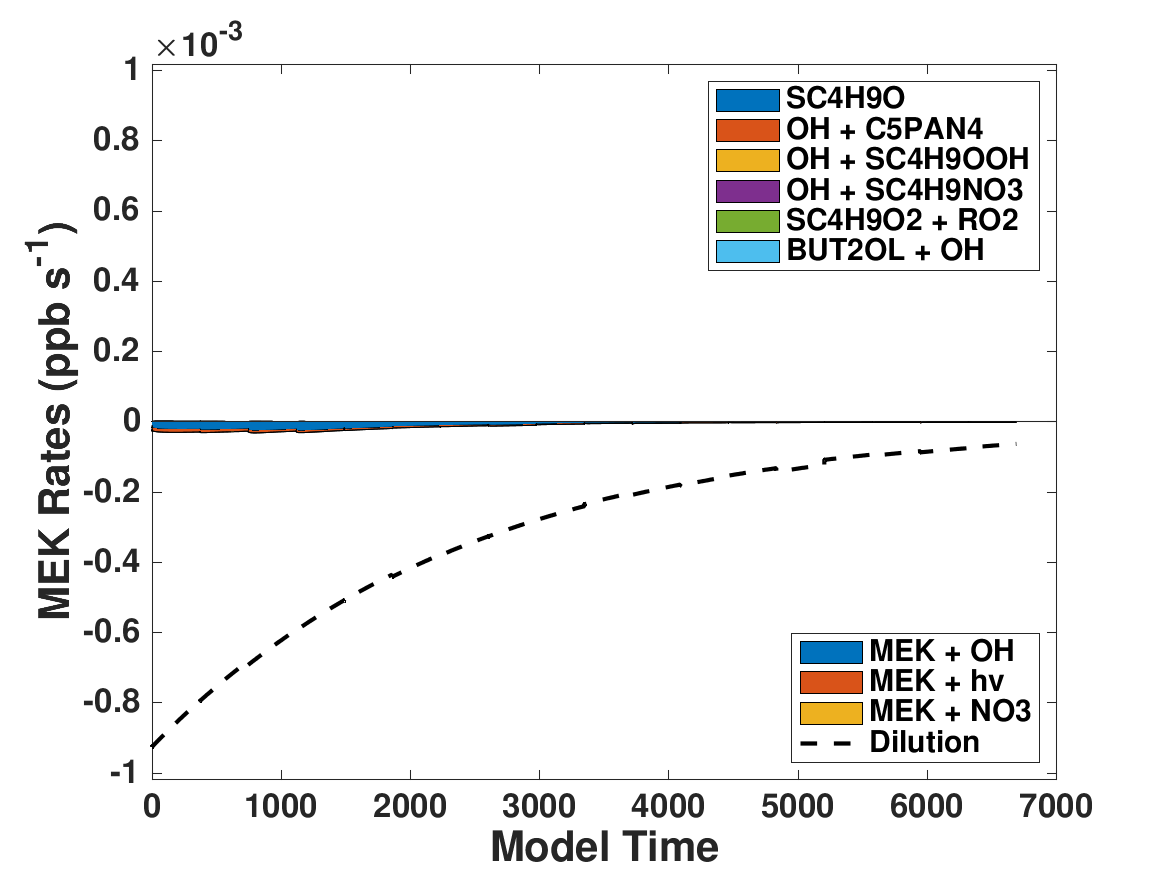 ×10-3
1
0.8
0.6
0.4
0.2
0
-0.2
-0.4
-0.6
-0.8
-1
MEK Rates (ppb s-1)
SC4H9O
OH + C5PAN4
OH + SC4H9OOH
OH + SC4H9NO3
SC4H9O2 + RO2
BUT2OL + OH
MEK + OH
MEK + hv
MEK + NO3
Dilution
0 1000 2000 3000 4000 5000 6000 7000
Model Time